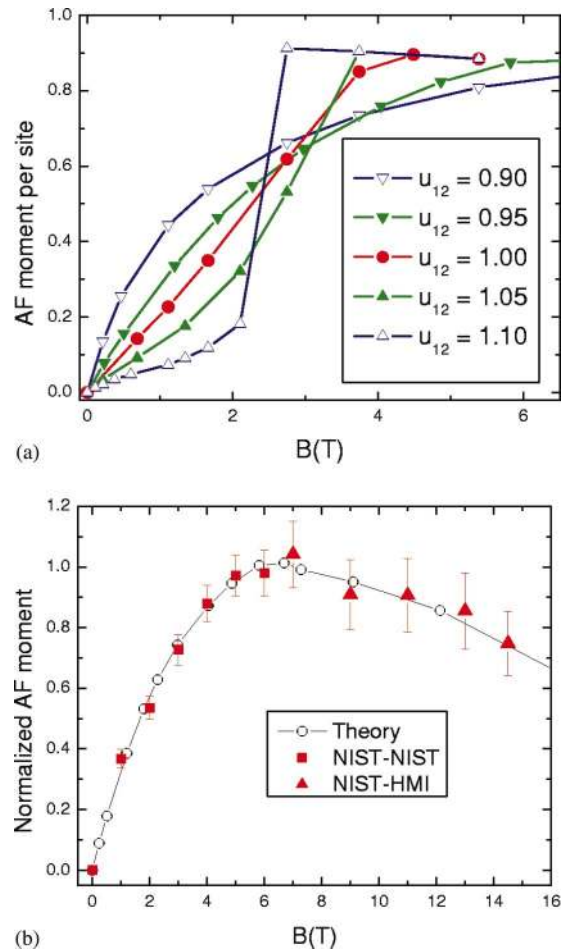 1.0
0.8
0.6
0.4
0.2
0.0
AF moment per site
u12 = 0.90
u12 = 0.95
u12 = 1.00
u12 = 1.05
u12 = 1.10
0 2 4 6
(a) B(T)
1.2
1.0
0.8
0.6
0.4
0.2
0.0
Normalized AF moment
Theory
NIST-NIST
NIST-HMI
0 2 4 6 8 10 12 14 16
(b) B(T)